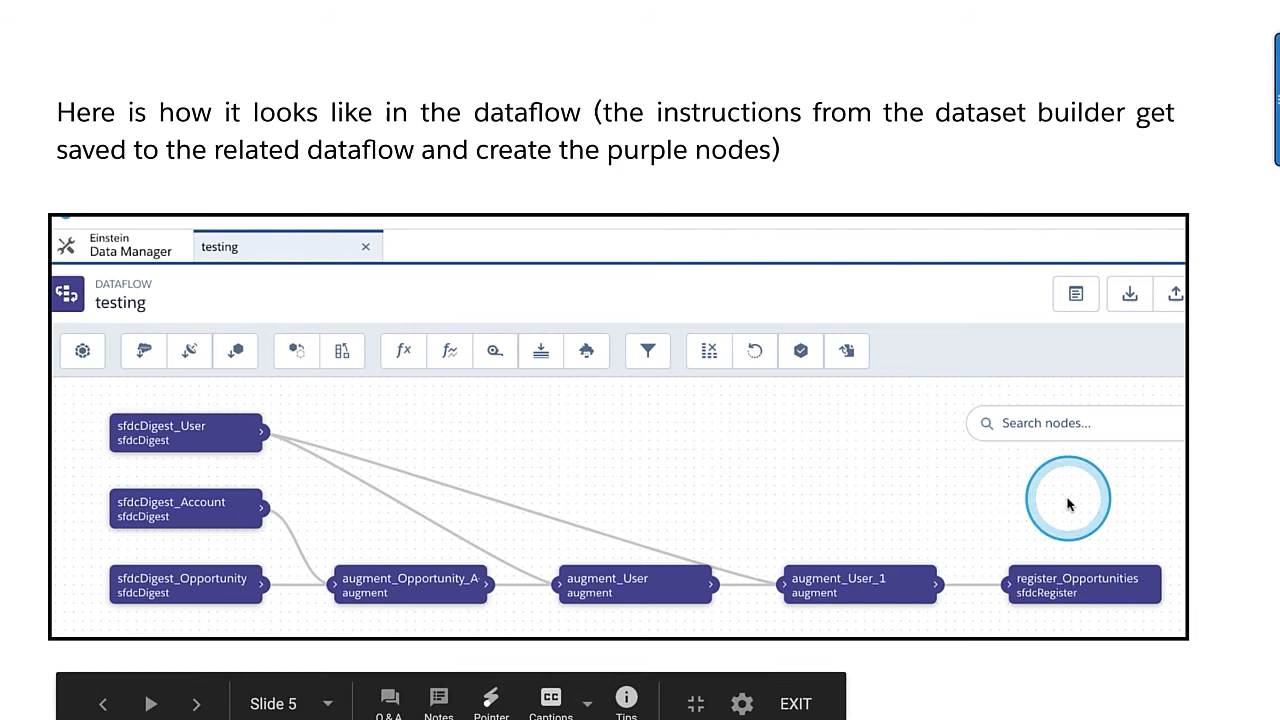 Here is how it looks like in the dataflow (the instructions from the dataset builder get
saved to the related dataflow and create the purple nodes)
Einstein
Data Manager
testing
DATAFLOW
testing
fx
Search nodes...
sfdcDigest_User
sfdcDigest
sfdcDigest_Account
sfdcDigest
sfdcDigest_Opportunity
sfdcDigest
augment_Opportunity_A
augment
augment_User
augment
augment_User_1
augment
register_Opportunities
sfdcRegister
Slide 5
Q & A
Notes
Pointer
CC
Captions
Tips
EXIT